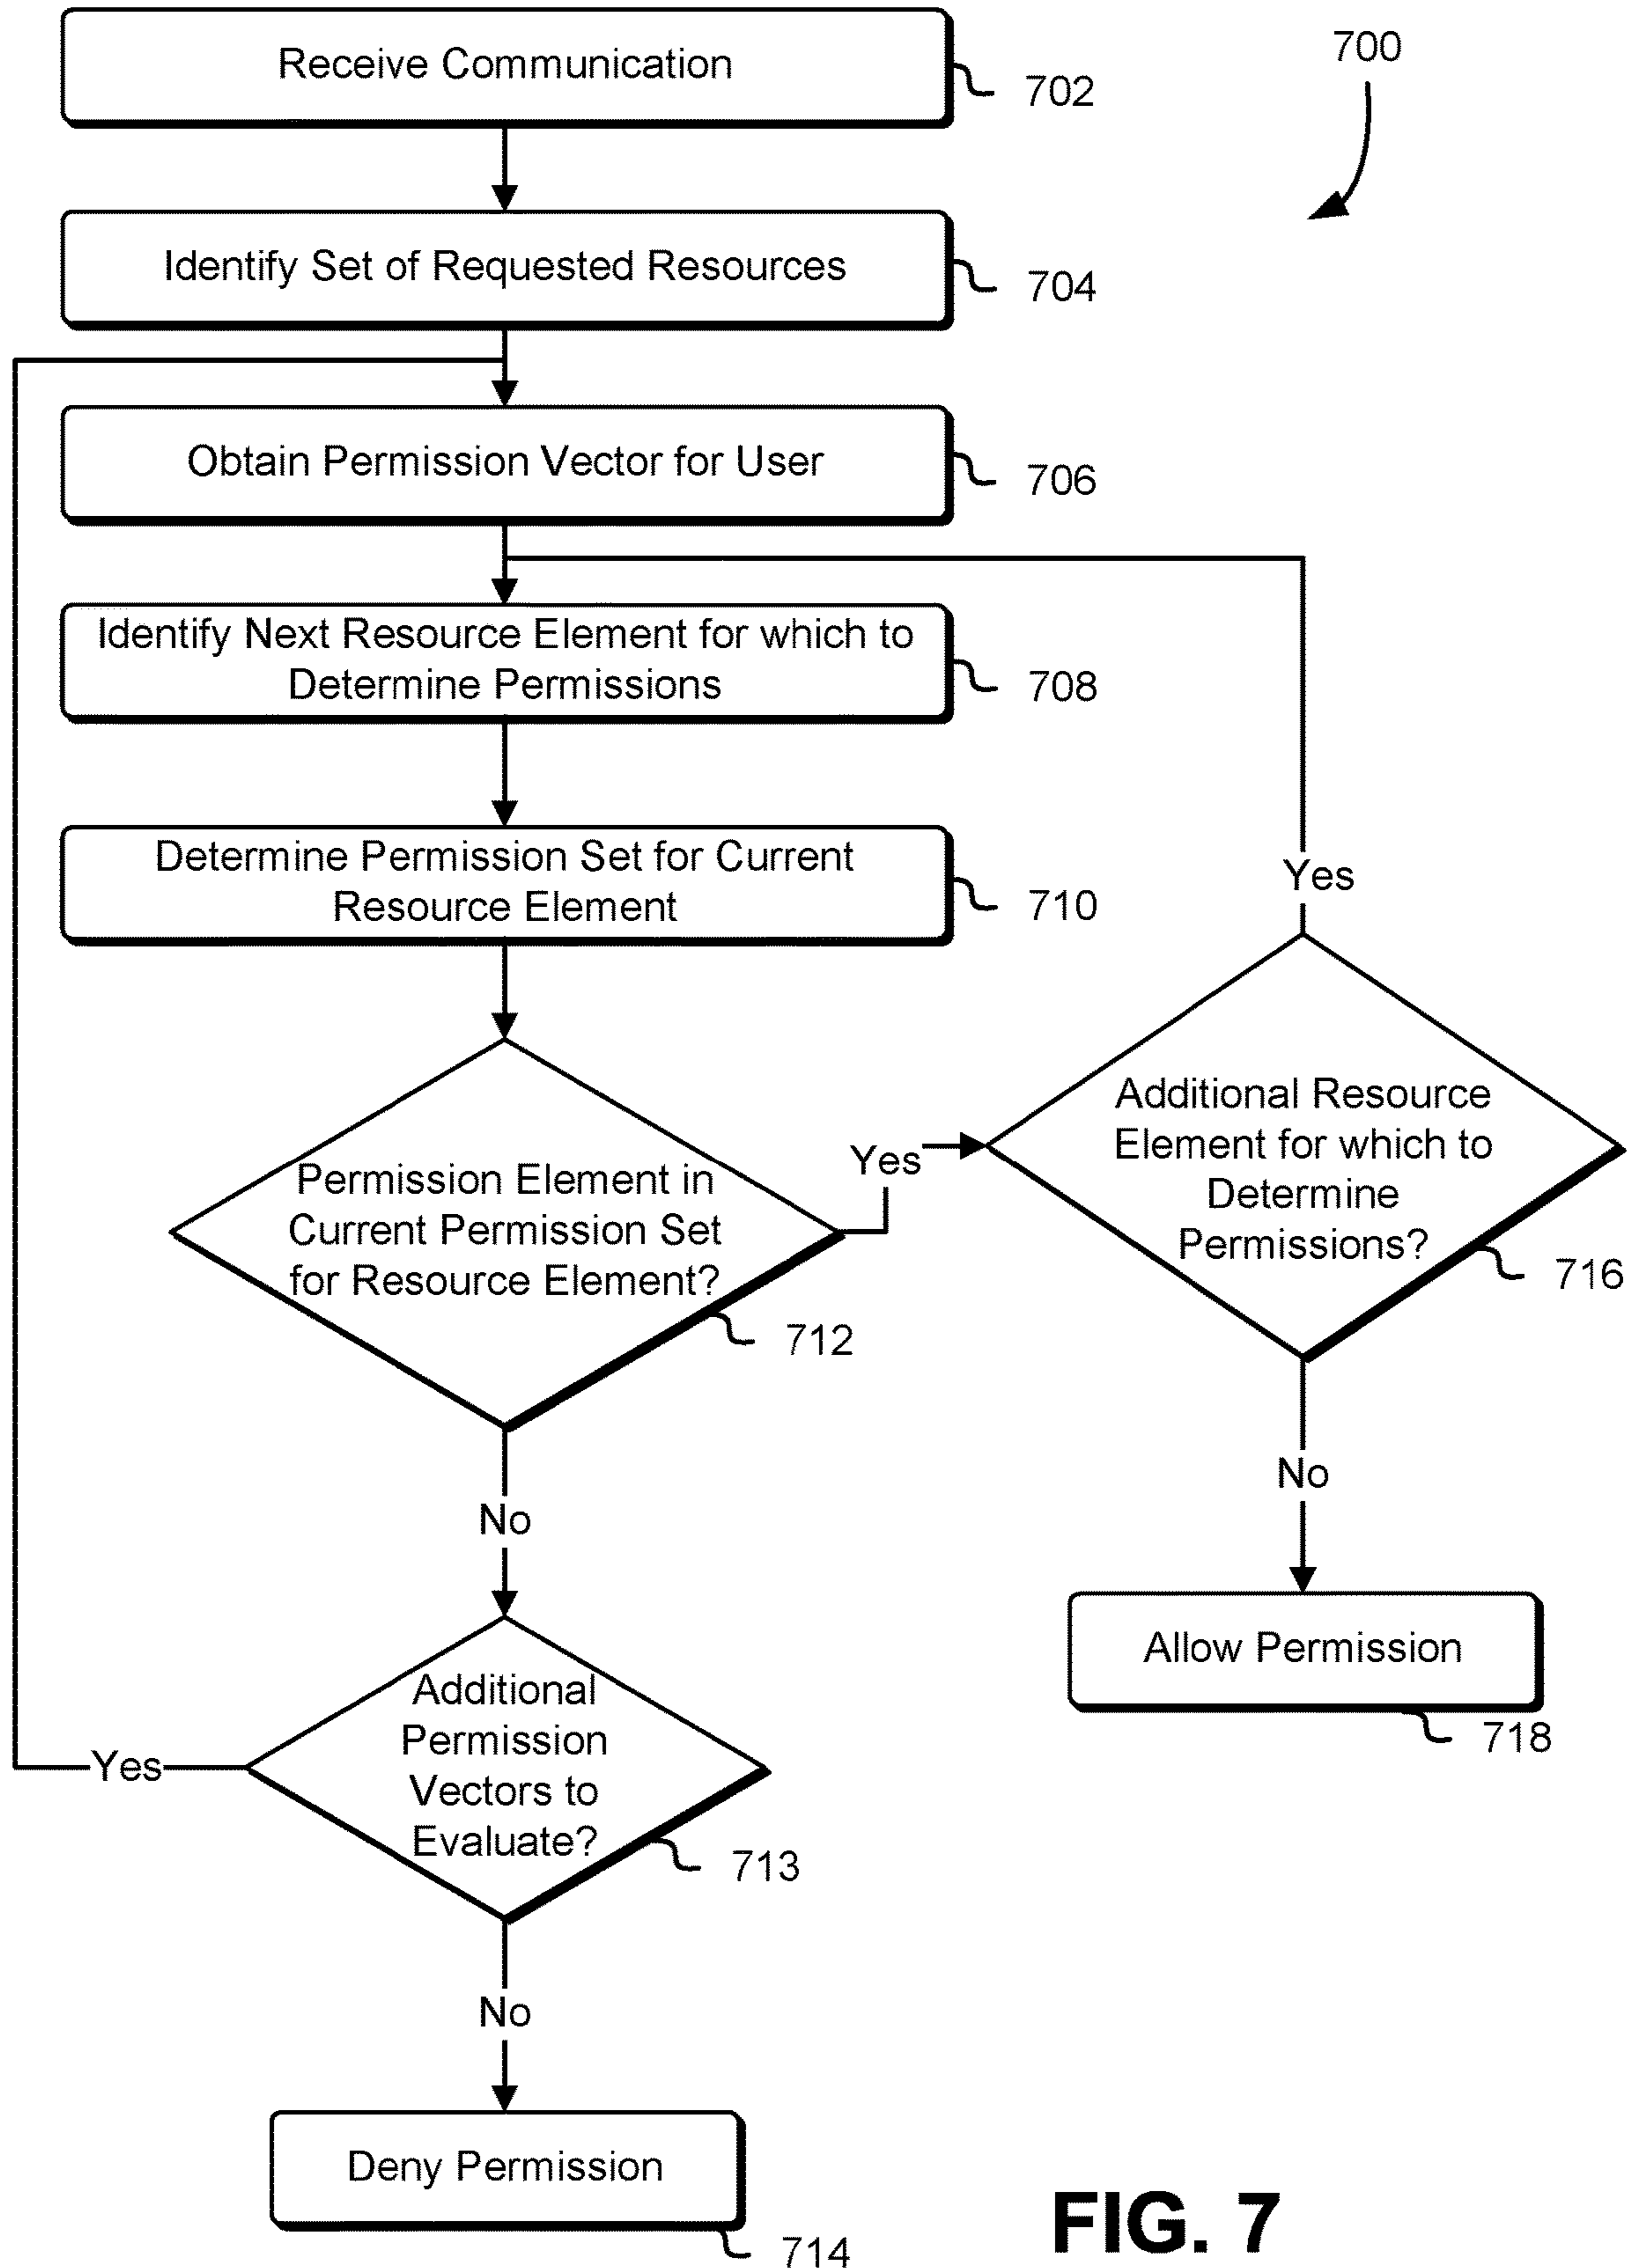 Receive Communication
702
700
Identify Set of Requested Resources
704
Obtain Permission Vector for User
706
Identify Next Resource Element for which to
Determine Permissions
708
Determine Permission Set for Current
Resource Element
710
Yes
Additional Resource
Element for which to
Determine
Permissions?
716
Yes
Permission Element in
Current Permission Set
for Resource Element?
712
No
No
Allow Permission
718
Additional
Permission
Vectors to
Evaluate?
713
Yes
No
Deny Permission
714
FIG. 7